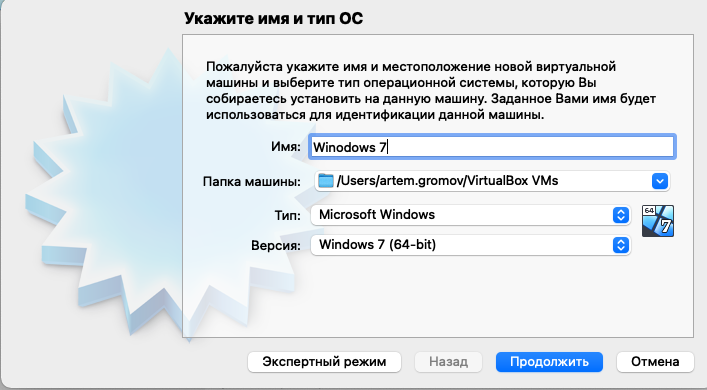 Укажите имя и тип ОС
Пожалуйста укажите имя и местоположение новой виртуальной
машины и выберите тип операционной системы, которую Вы
собираетесь установить на данную машину. Заданное Вами имя будет
использоваться для идентификации данной машины.
Имя: Winodows 7
Папка машины: /Users/artem.gromov/VirtualBox VMs
Тип: Microsoft Windows
64
7
Версия: Windows 7 (64-bit)
Экспертный режим Назад Продолжить Отмена